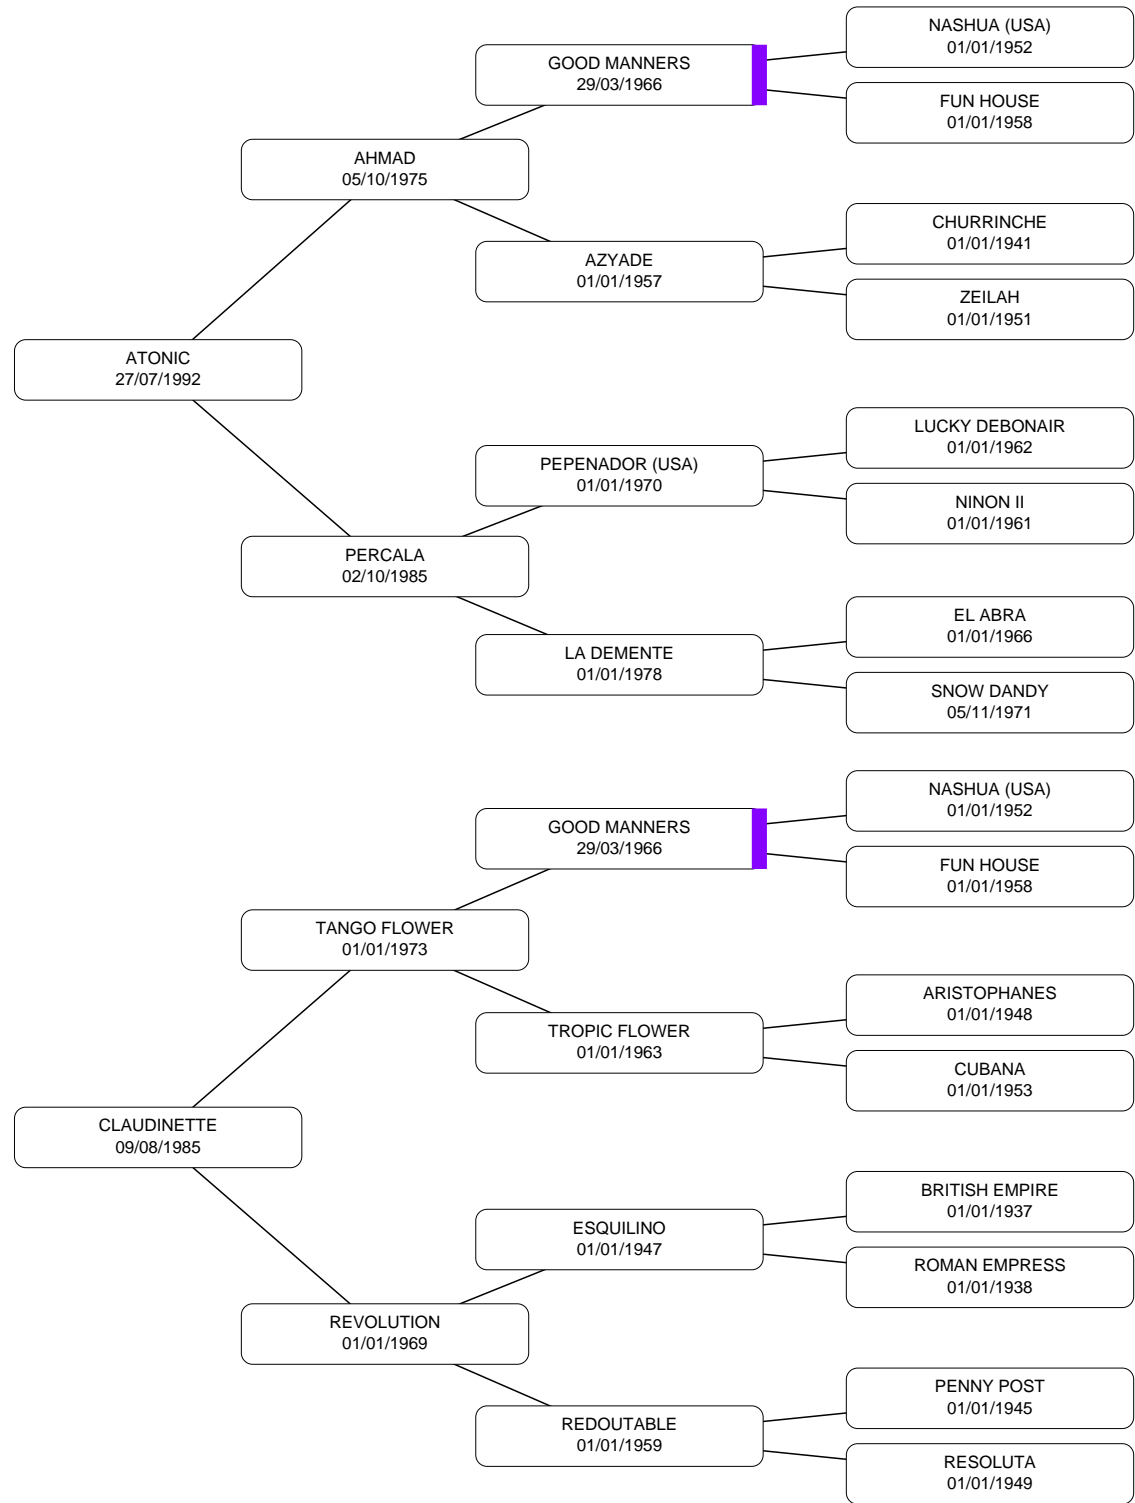 NASHUA (USA)
01/01/1952
GOOD MANNERS
29/03/1966
FUN HOUSE
01/01/1958
AHMAD
05/10/1975
CHURRINCHE
01/01/1941
AZYADE
01/01/1957
ZEILAH
01/01/1951
ATONIC
27/07/1992
LUCKY DEBONAIR
01/01/1962
PEPENADOR (USA)
01/01/1970
NINON II
01/01/1961
PERCALA
02/10/1985
EL ABRA
01/01/1966
LA DEMENTE
01/01/1978
SNOW DANDY
05/11/1971
NASHUA (USA)
01/01/1952
GOOD MANNERS
29/03/1966
FUN HOUSE
01/01/1958
TANGO FLOWER
01/01/1973
ARISTOPHANES
01/01/1948
TROPIC FLOWER
01/01/1963
CUBANA
01/01/1953
CLAUDINETTE
09/08/1985
BRITISH EMPIRE
01/01/1937
ESQUILINO
01/01/1947
ROMAN EMPRESS
01/01/1938
REVOLUTION
01/01/1969
PENNY POST
01/01/1945
REDOUTABLE
01/01/1959
RESOLUTA
01/01/1949